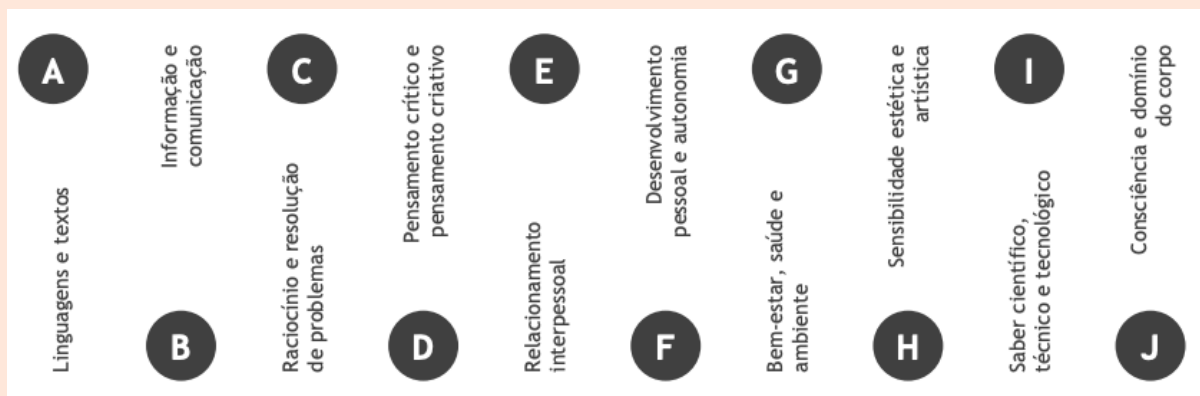 A
Linguagens e textos
B
Informação e
comunicação
C
Raciocínio e resolução
de problemas
D
Pensamento crítico e
pensamento criativo
E
Relacionamento
interpessoal
F
Desenvolvimento
pessoal e autonomia
G
Bem-estar, saúde e
ambiente
H
Sensibilidade estética e
artística
I
Saber científico,
técnico e tecnológico
J
Consciência e domínio
do corpo